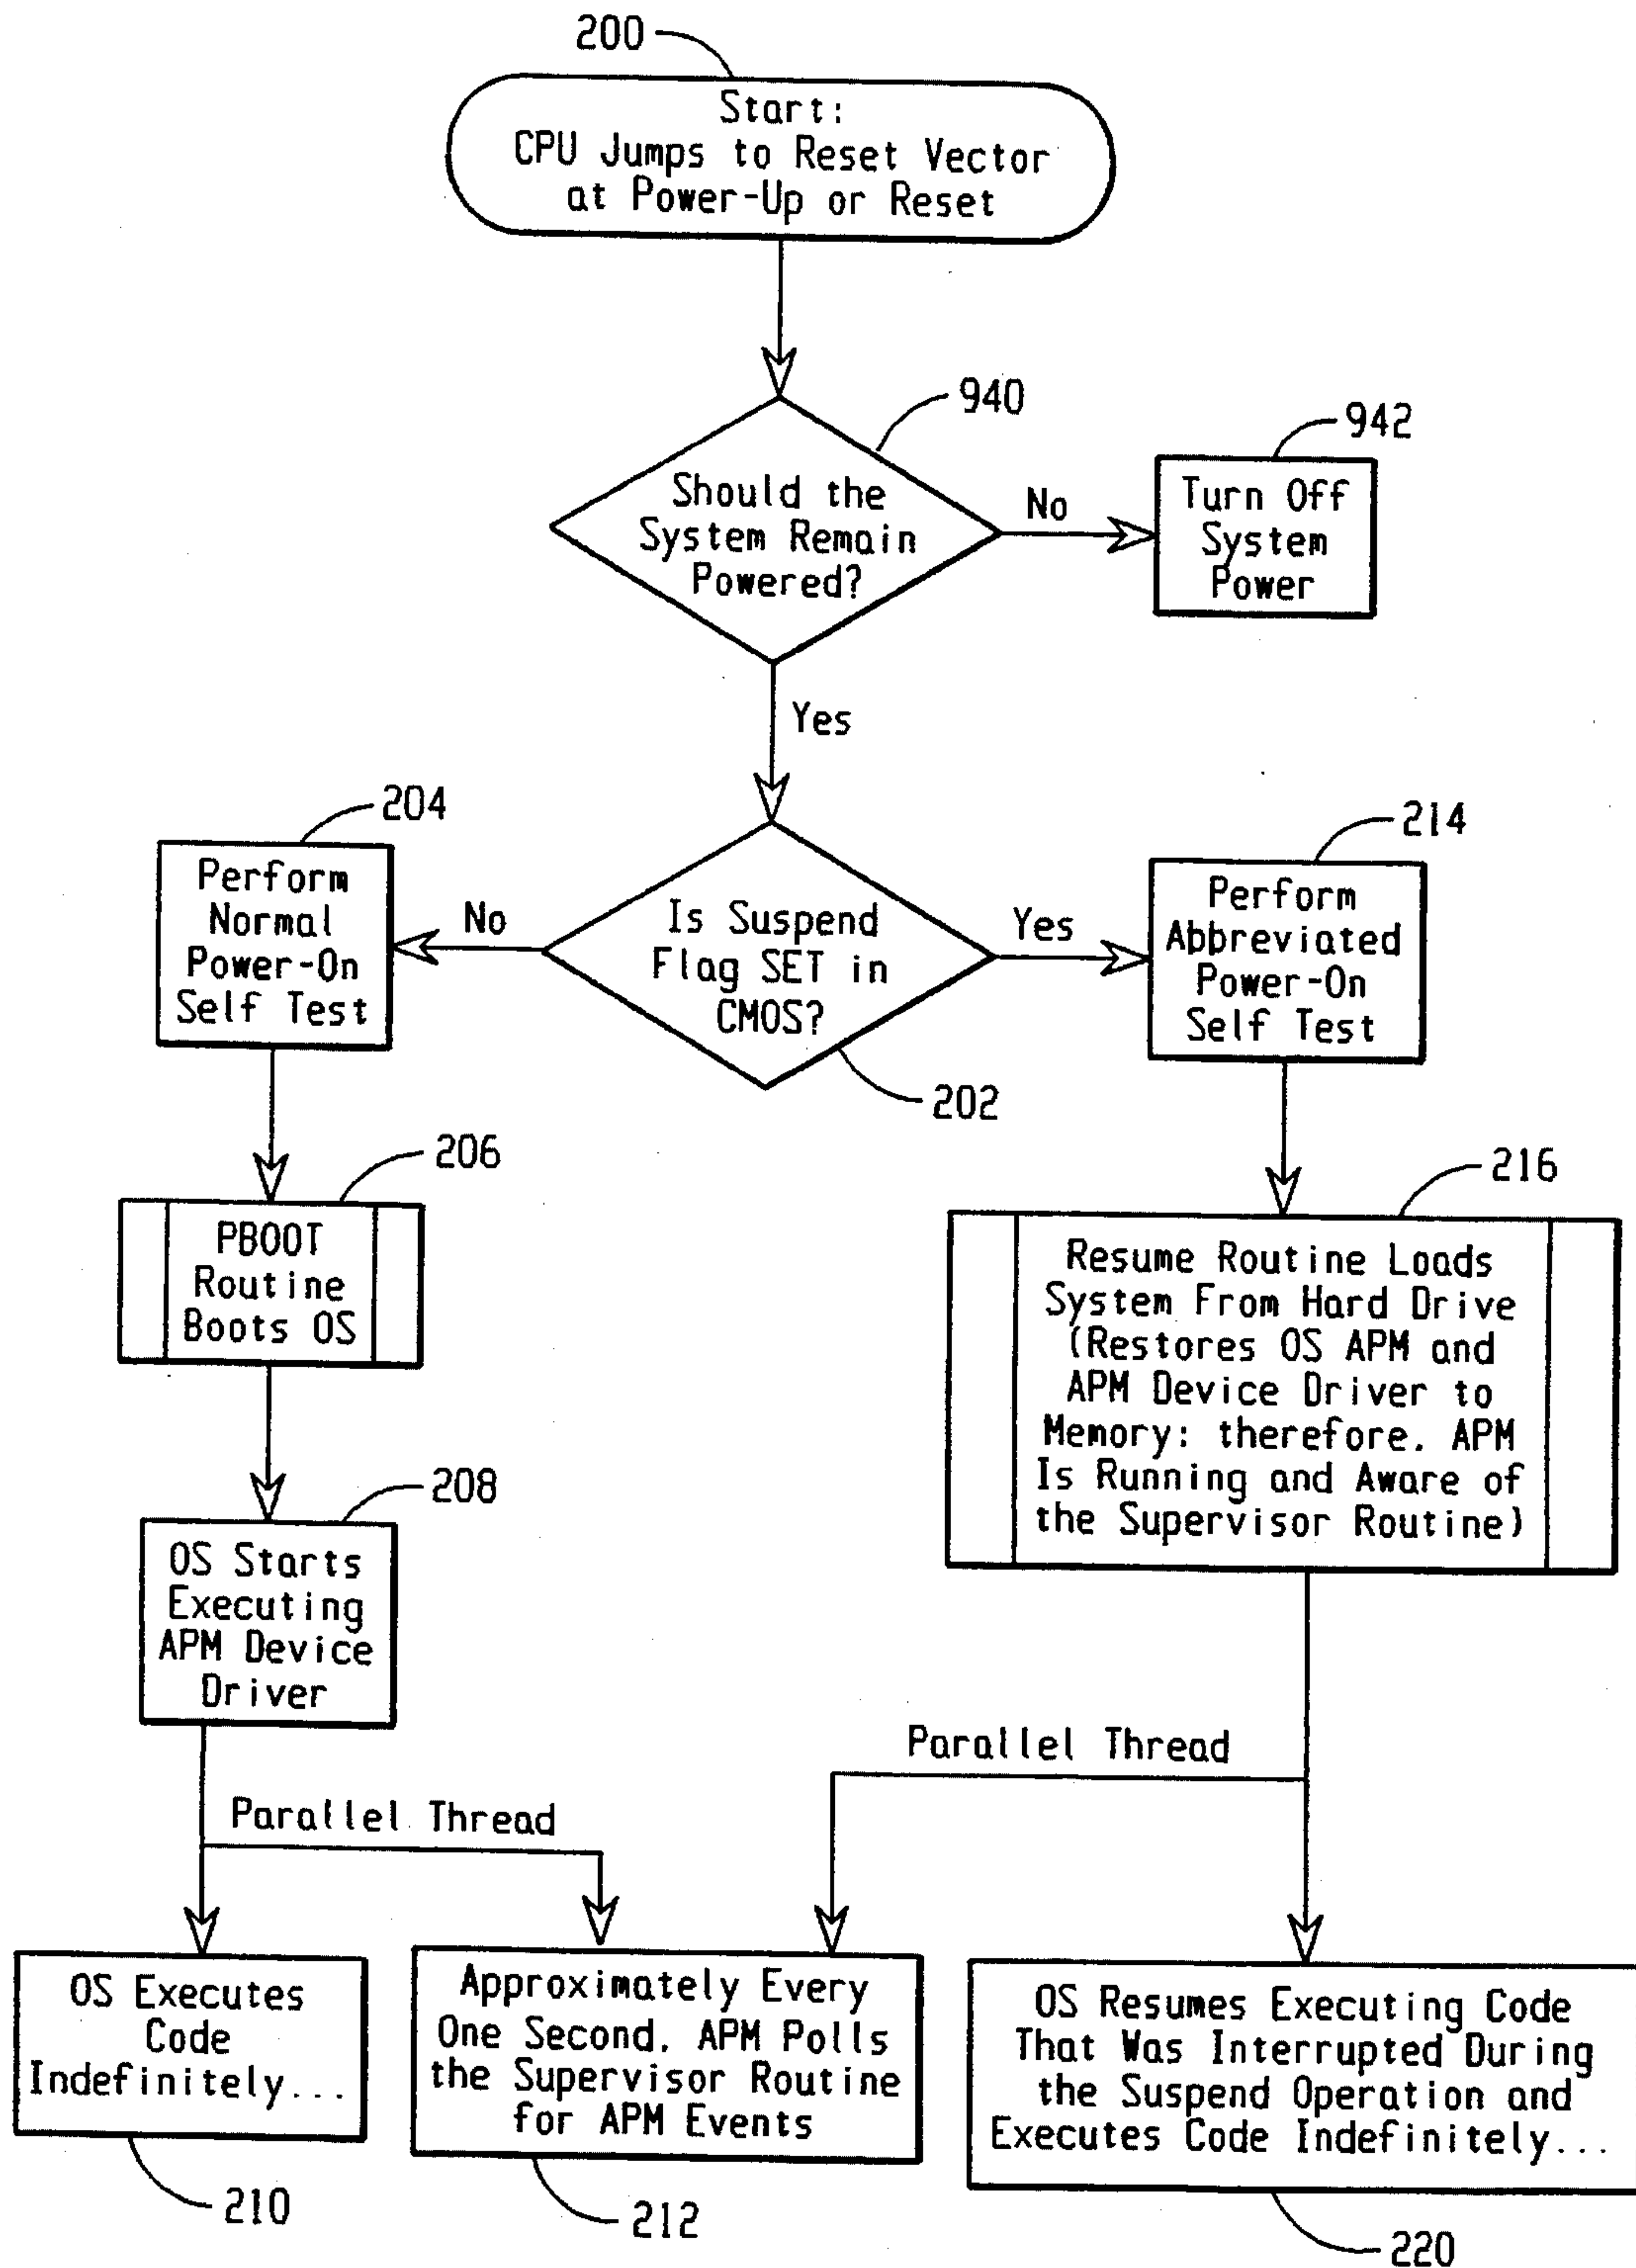 200
Start:
CPU Jumps to Reset Vector
at Power-Up or Reset
940
Should the
System Remain
Powered?
No
942
Turn Off
System
Power
Yes
204
Perform
Normal
Power-On
Self Test
No
Is Suspend
Flag SET in
CMOS?
202
Yes
214
Perform
Abbreviated
Power-On
Self Test
206
PBOOT
Routine
Boots OS
216
Resume Routine Loads
System From Hard Drive
(Restores OS APM and
APM Device Driver to
Memory: therefore. APM
Is Running and Aware of
the Supervisor Routine)
208
OS Starts
Executing
APM Device
Driver
Parallel Thread
Parallel Thread
OS Executes
Code
Indefinitely...
210
Approximately Every
One Second. APM Polls
the Supervisor Routine
for APM Events
212
OS Resumes Executing Code
That Was Interrupted During
the Suspend Operation and
Executes Code Indefinitely...
220